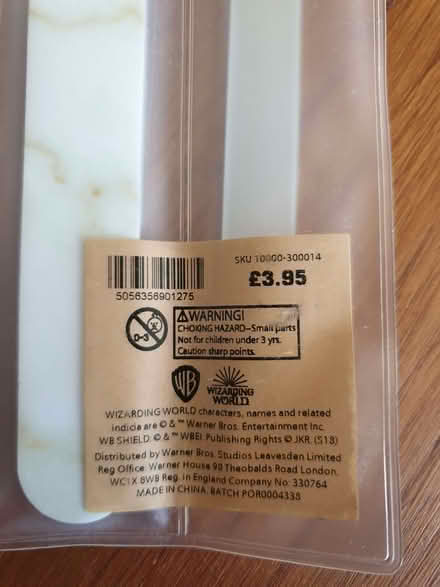 SKU 10000-300014
£3.95
5056356901275
0-3
WARNING!
CHOKING HAZARD-Small parts
Not for children under 3 yrs.
Caution sharp points.
WB
WIZARDING
WORLD
WIZARDING WORLD characters, names and related
indicia are © & ™ Warner Bros. Entertainment Inc.
WB SHIELD: © & ™ WBEI Publishing Rights © JKR. (S18)
Distributed by Warner Bros. Studios Leavesden Limited
Reg Office: Warner House 98 Theobalds Road London.
WC1X 8WB Reg. in England Company No: 330764
MADE IN CHINA. BATCH POR0004338